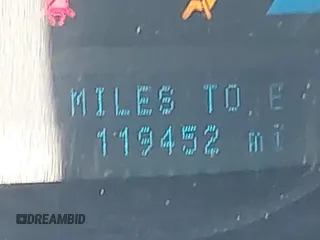 MILES TO E
119452 mi
DREAMBID